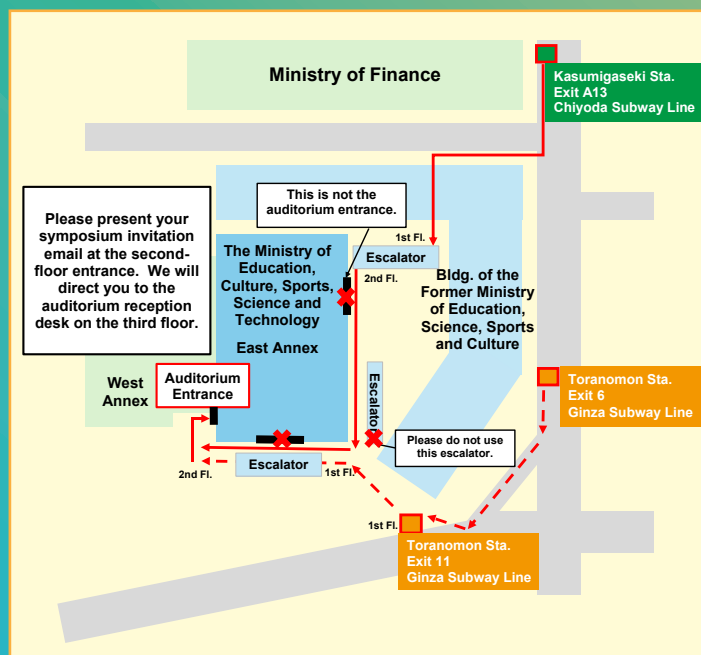 Ministry of Finance
Kasumigaseki Sta.
Exit A13
Chiyoda Subway Line
This is not the
auditorium entrance.
Please present your
symposium invitation
email at the second-
floor entrance.  We will
direct you to the
auditorium reception
desk on the third floor.
The Ministry of
Education,
Culture, Sports,
Science and
Technology
East Annex
1st Fl.
Escalator
2nd Fl.
Bldg. of the
Former Ministry
of Education,
Science, Sports
and Culture
West
Annex
Auditorium
Entrance
Escalator
Toranomon Sta.
Exit 6
Ginza Subway Line
Please do not use
this escalator.
Escalator
2nd Fl.
1st Fl.
1st Fl.
Toranomon Sta.
Exit 11
Ginza Subway Line